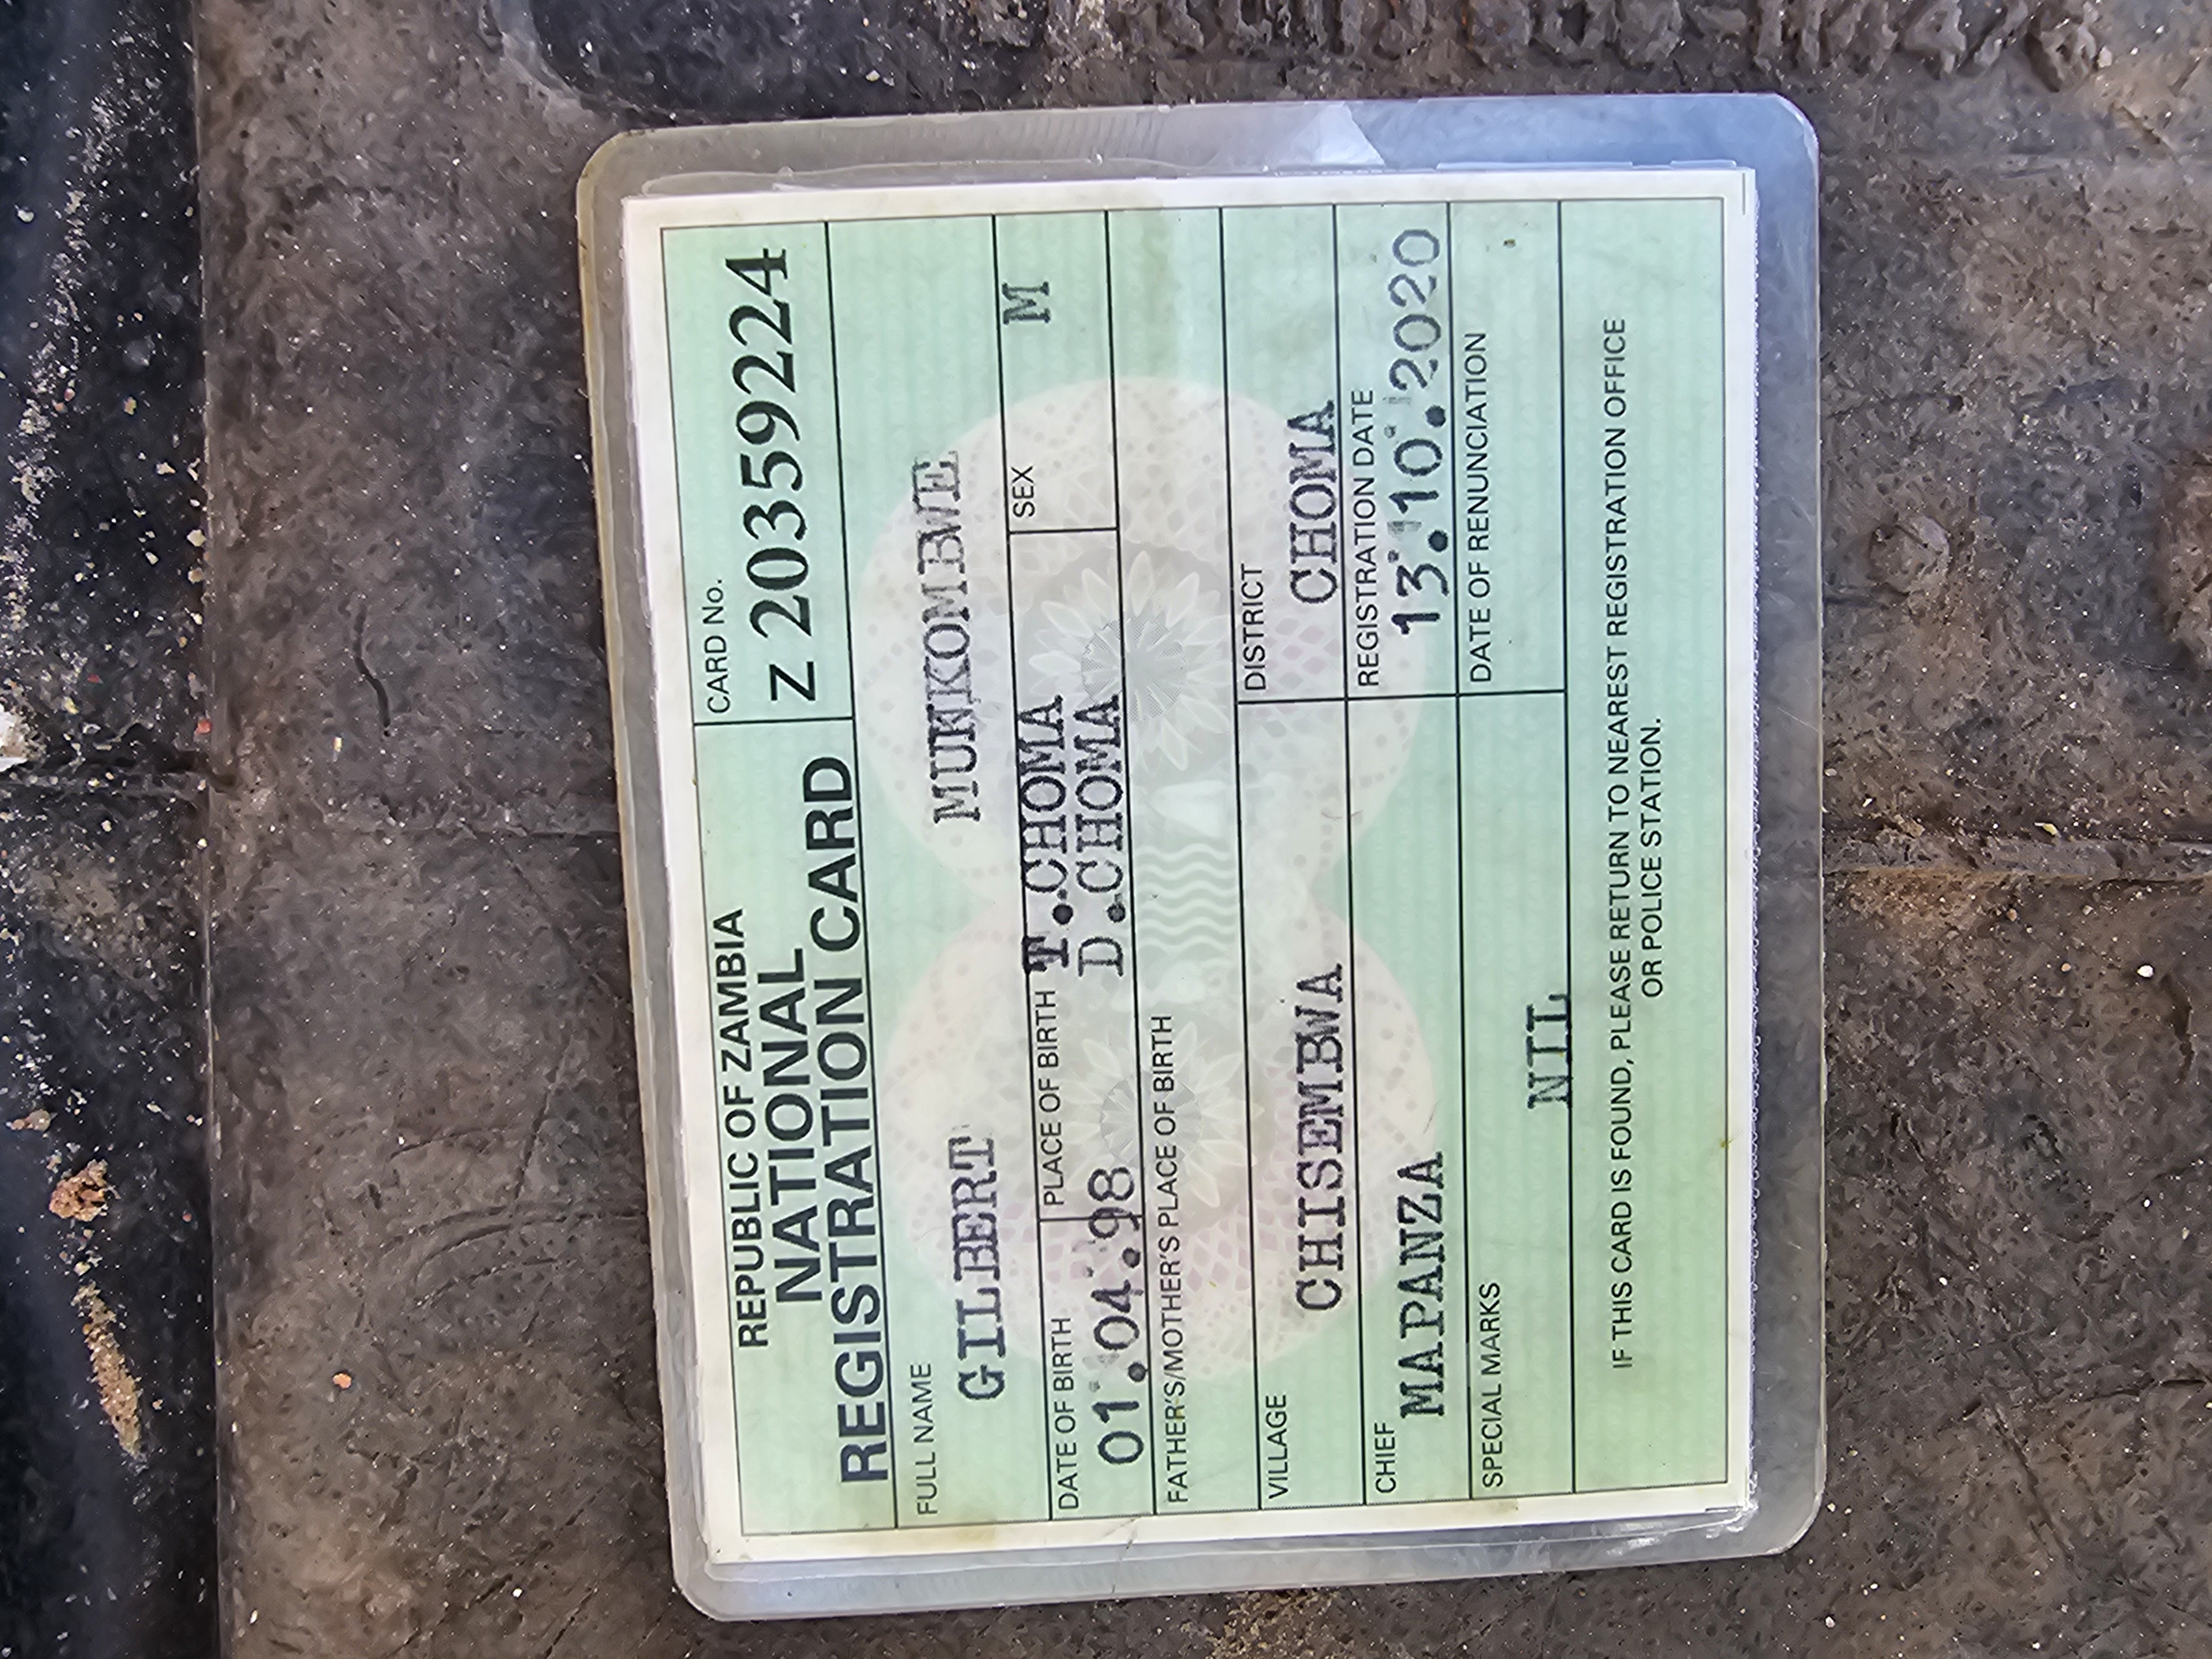 REPUBLIC OF ZAMBIA
NATIONAL
REGISTRATION CARD
CARD No.
Z 20359224
FULL NAME
GILBERT MUKKOMBWE
DATE OF BIRTH
01.04.98
PLACE OF BIRTH
T.CHOMA
D.CHOMA
SEX
M
FATHER'S/MOTHER'S PLACE OF BIRTH
VILLAGE
CHISEMBWA
DISTRICT
CHOMA
CHIEF
MAPANZA
REGISTRATION DATE
13.10.2020
SPECIAL MARKS
NIL
DATE OF RENUNCIATION
IF THIS CARD IS FOUND, PLEASE RETURN TO NEAREST REGISTRATION OFFICE
OR POLICE STATION.